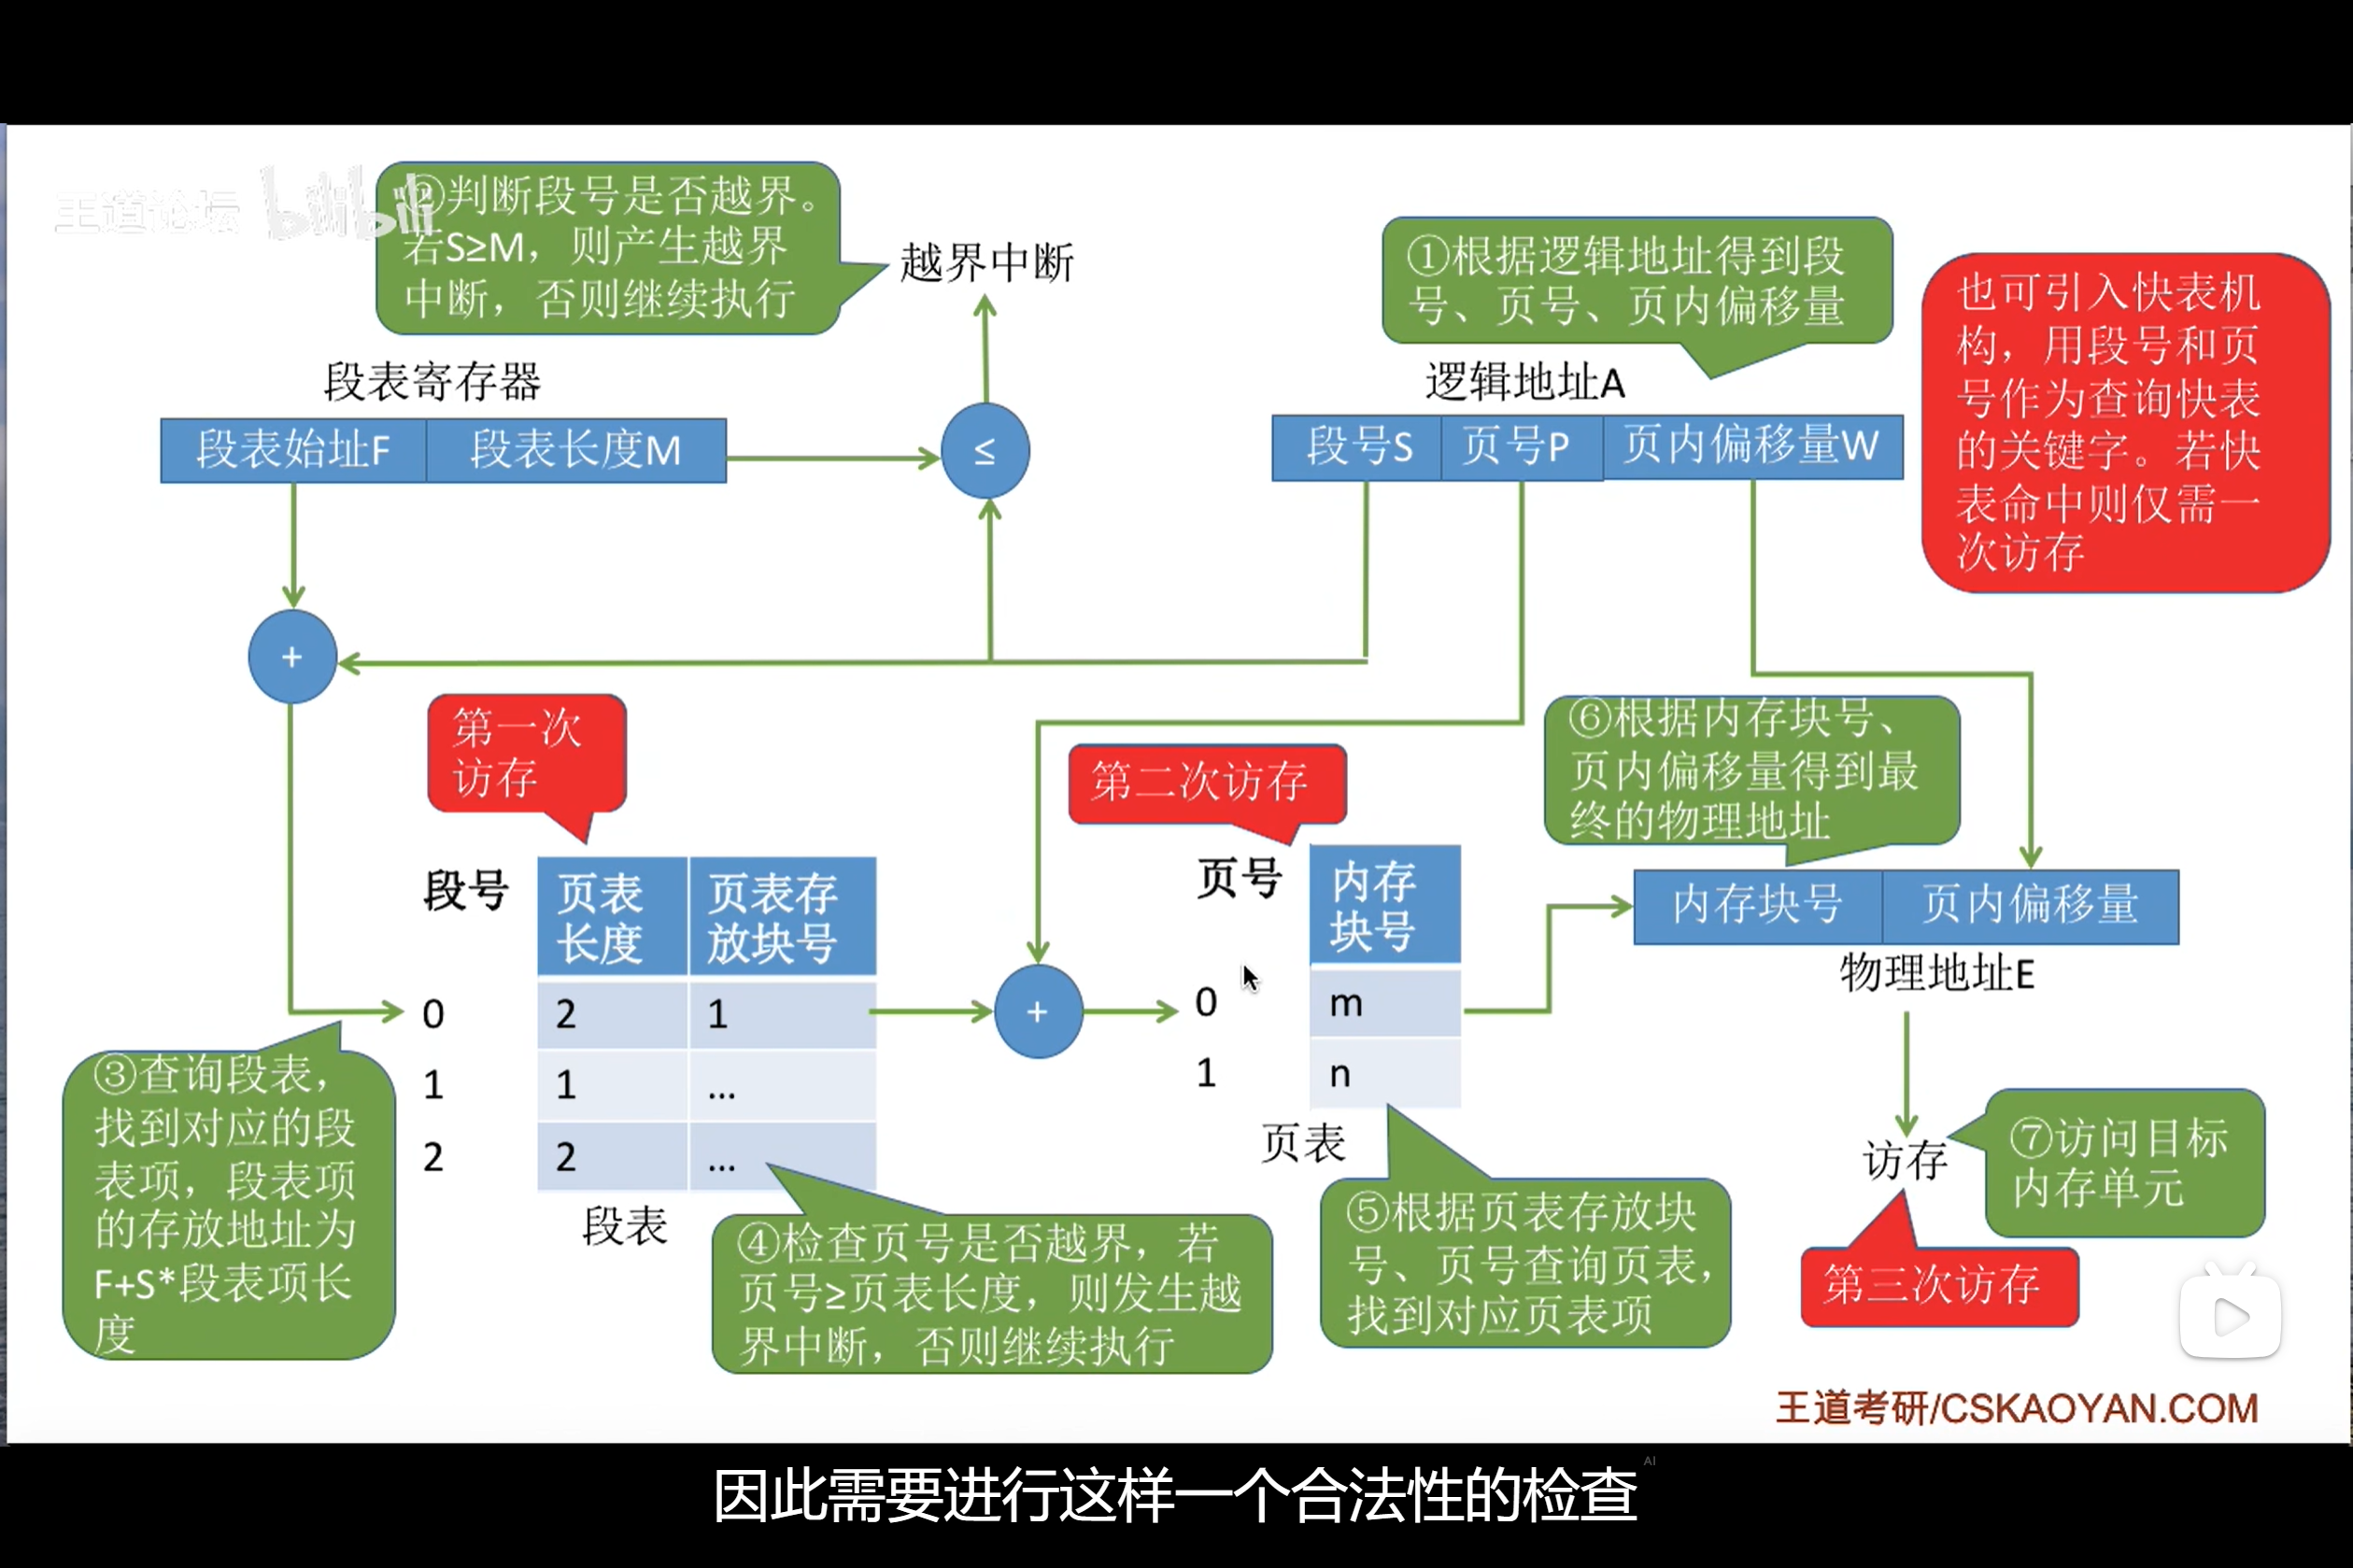 王道论坛 bilibili
②判断段号是否越界。
若S≥M，则产生越界
中断，否则继续执行
越界中断
①根据逻辑地址得到段
号、页号、页内偏移量
也可引入快表机
构，用段号和页
号作为查询快表
的关键字。若快
表命中则仅需一
次访存
段表寄存器
逻辑地址A
段表始址F
段表长度M
≤
段号S
页号P
页内偏移量W
+
第一次
访存
第二次访存
⑥根据内存块号、
页内偏移量得到最
终的物理地址
段号
页表
长度
页表存
放块号
页号
内存
块号
内存块号
页内偏移量
物理地址E
0
2
1
+
0
m
1
1
...
1
n
2
2
...
段表
页表
③查询段表，
找到对应的段
表项，段表项
的存放地址为
F+S*段表项长
度
④检查页号是否越界，若
页号≥页表长度，则发生越
界中断，否则继续执行
⑤根据页表存放块
号、页号查询页表，
找到对应页表项
访存
⑦访问目标
内存单元
第三次访存
王道考研/CSKAOYAN.COM
因此需要进行这样一个合法性的检查
AI